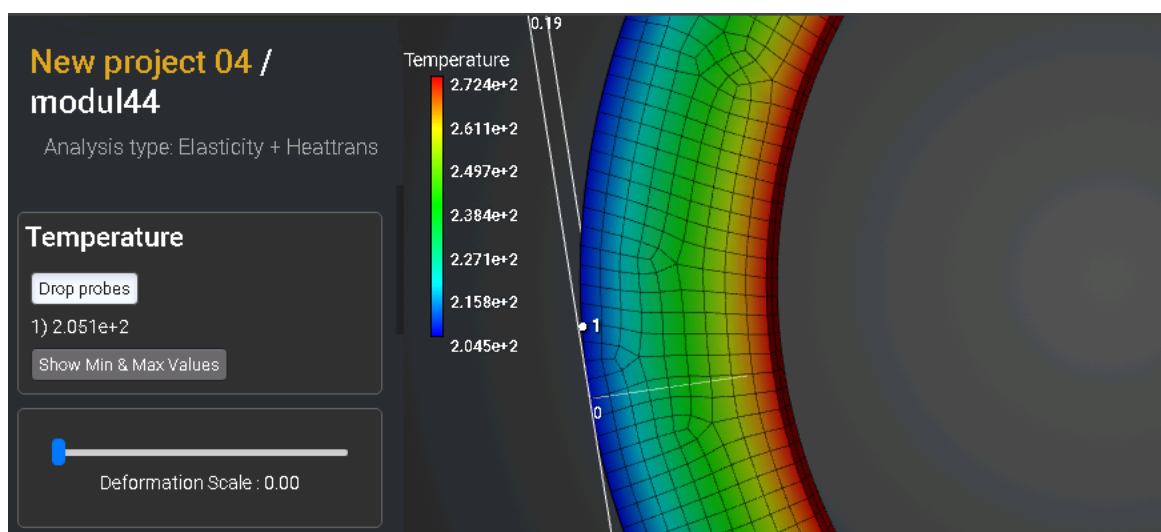 New project 04 /
modul44
Analysis type: Elasticity + Heattrans
Temperature
Drop probes
1) 2.051e+2
Show Min & Max Values
Deformation Scale : 0.00
Temperature
2.724e+2
2.611e+2
2.497e+2
2.384e+2
2.271e+2
2.158e+2
2.045e+2
0.19
1
0